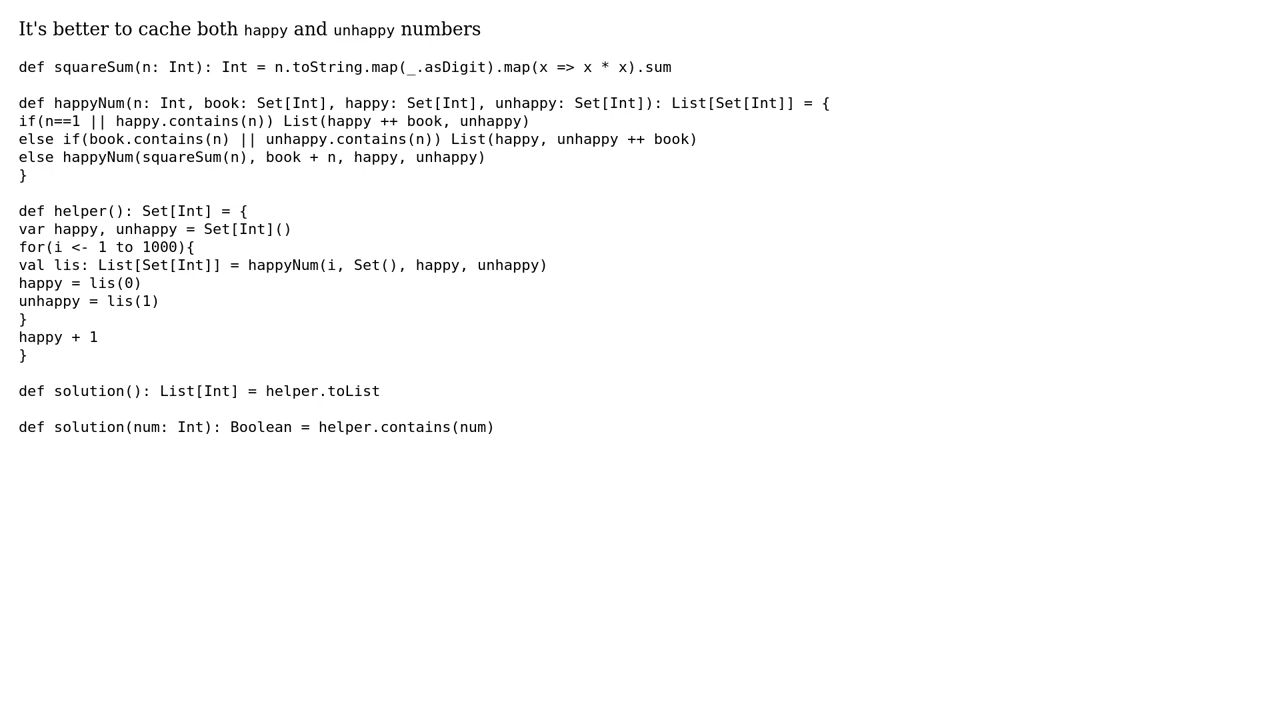 It's better to cache both happy and unhappy numbers
def squareSum(n: Int): Int = n.toString.map(_.asDigit).map(x => x * x).sum
def happyNum(n: Int, book: Set[Int], happy: Set[Int], unhappy: Set[Int]): List[Set[Int]] = {
if(n==1 || happy.contains(n)) List(happy ++ book, unhappy)
else if(book.contains(n) || unhappy.contains(n)) List(happy, unhappy ++ book)
else happyNum(squareSum(n), book + n, happy, unhappy)
}
def helper(): Set[Int] = {
var happy, unhappy = Set[Int]()
for(i <- 1 to 1000){
val lis: List[Set[Int]] = happyNum(i, Set(), happy, unhappy)
happy = lis(0)
unhappy = lis(1)
}
happy + 1
}
def solution(): List[Int] = helper.toList
def solution(num: Int): Boolean = helper.contains(num)